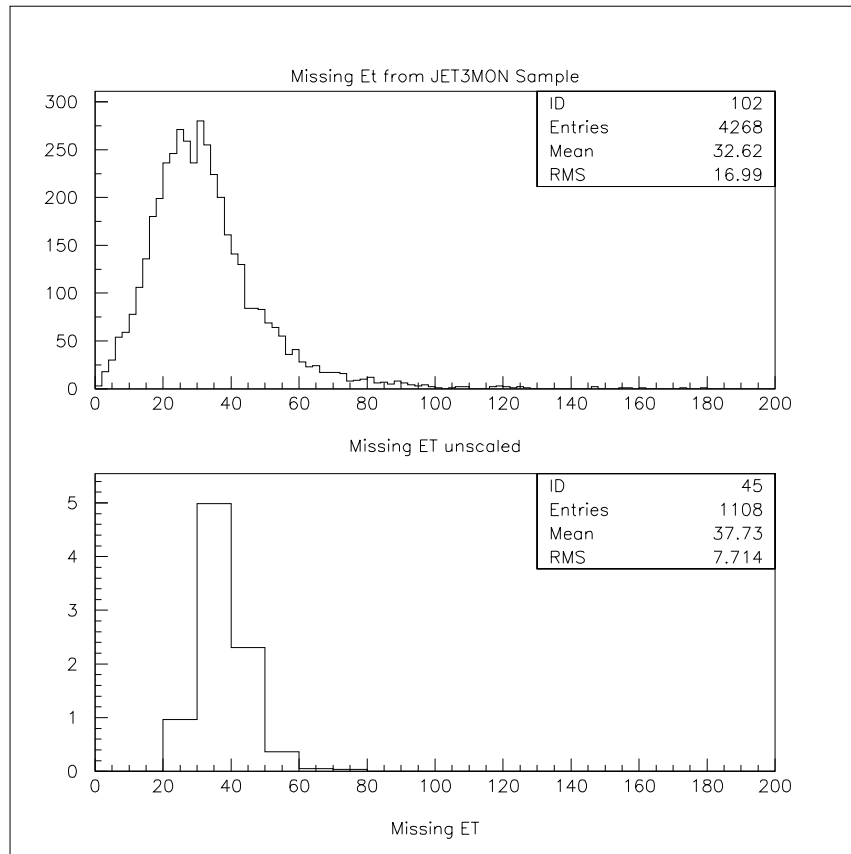 Missing Et from JET3MON Sample
ID 102
Entries 4268
Mean 32.62
RMS 16.99
300
250
200
150
100
50
0
0 20 40 60 80 100 120 140 160 180 200
Missing ET unscaled
ID 45
Entries 1108
Mean 37.73
RMS 7.714
5
4
3
2
1
0
0 20 40 60 80 100 120 140 160 180 200
Missing ET